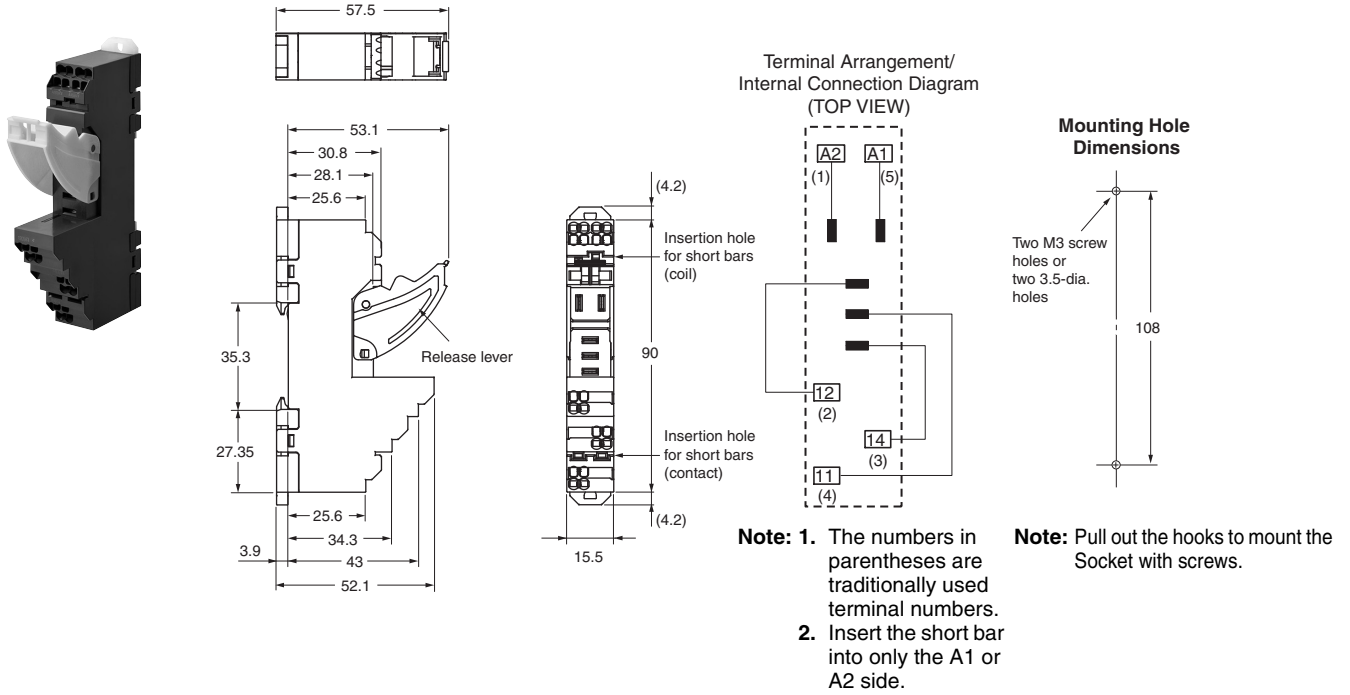 57.5
53.1
30.8
28.1
25.6
35.3
27.35
25.6
34.3
3.9
43
52.1
Release lever
(4.2)
Insertion hole
for short bars
(coil)
90
Insertion hole
for short bars
(contact)
(4.2)
15.5
Terminal Arrangement/
Internal Connection Diagram
(TOP VIEW)
A2 A1
(1) (5)
12
(2)
14
(3)
11
(4)
Note: 1. The numbers in
parentheses are
traditionally used
terminal numbers.
2. Insert the short bar
into only the A1 or
A2 side.
Mounting Hole
Dimensions
Two M3 screw
holes or
two 3.5-dia.
holes
108
Note: Pull out the hooks to mount the
Socket with screws.